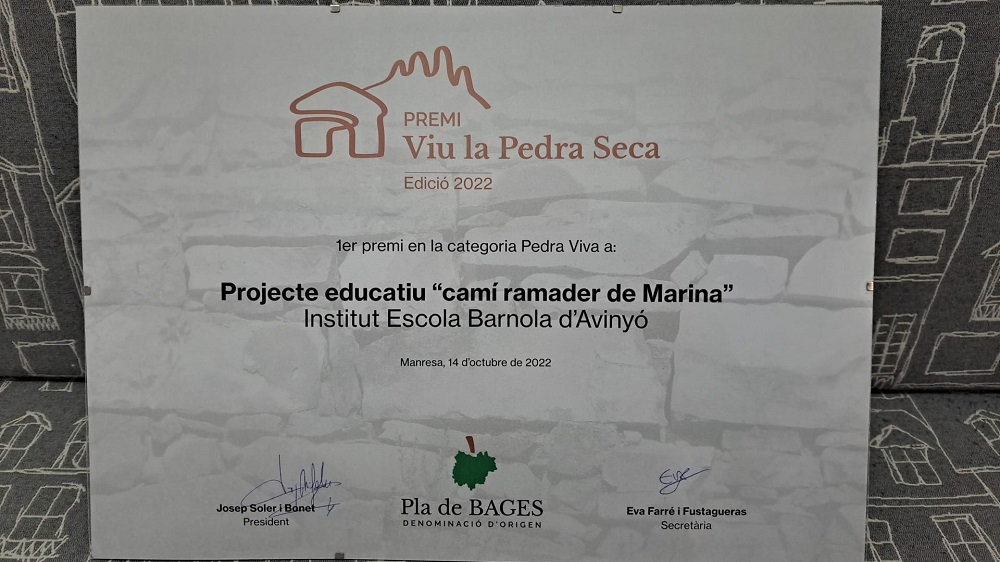 PREMI
Viu la Pedra Seca
Edició 2022
1er premi en la categoria Pedra Viva a:
Projecte educatiu “camí ramader de Marina”
Institut Escola Barnola d’Avinyó
Manresa, 14 d’octubre de 2022
Josep Soler i Bonet
President
Pla de BAGES
DENOMINACIÓ D'ORIGEN
Eva Farré i Fustagueras
Secretària